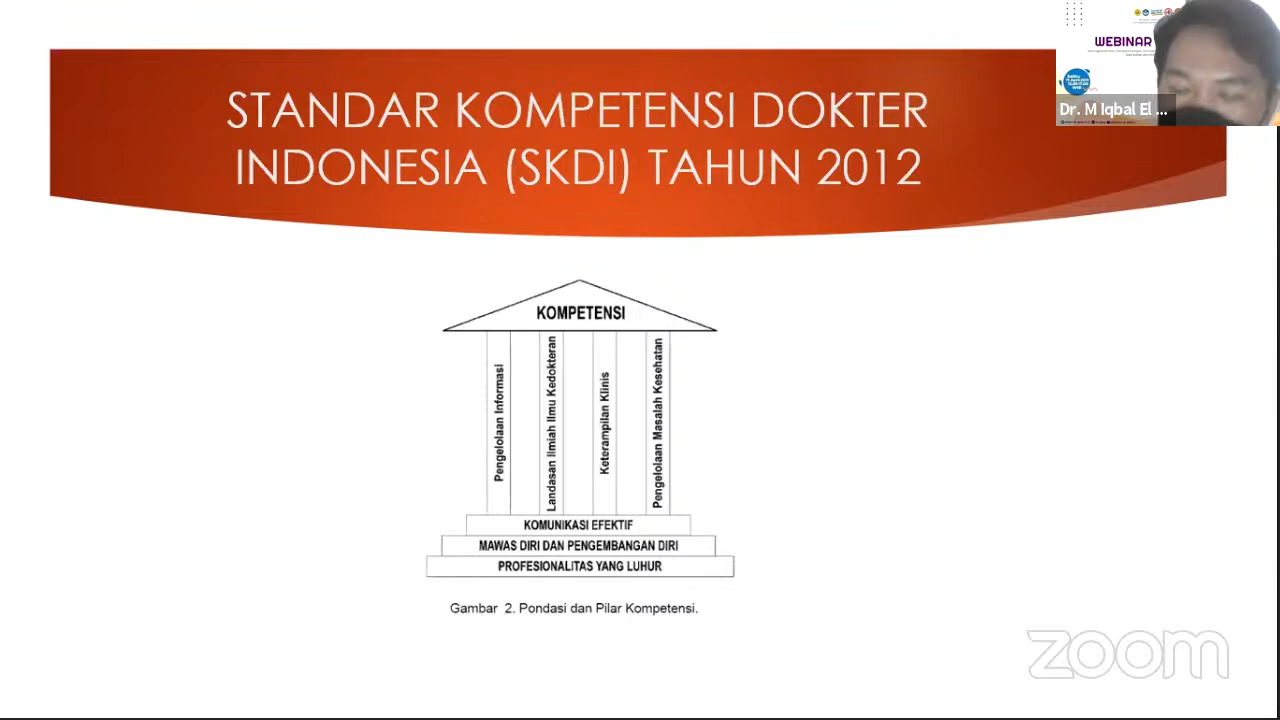 STANDAR KOMPETENSI DOKTER
INDONESIA (SKDI) TAHUN 2012
WEBINAR
Dr. M Iqbal El ...
KOMPETENSI
Pengelolaan Informasi
Landasan Ilmiah Ilmu Kedokteran
Keterampilan Klinis
Pengelolaan Masalah Kesehatan
KOMUNIKASI EFEKTIF
MAWAS DIRI DAN PENGEMBANGAN DIRI
PROFESIONALITAS YANG LUHUR
Gambar 2. Pondasi dan Pilar Kompetensi.
zoom